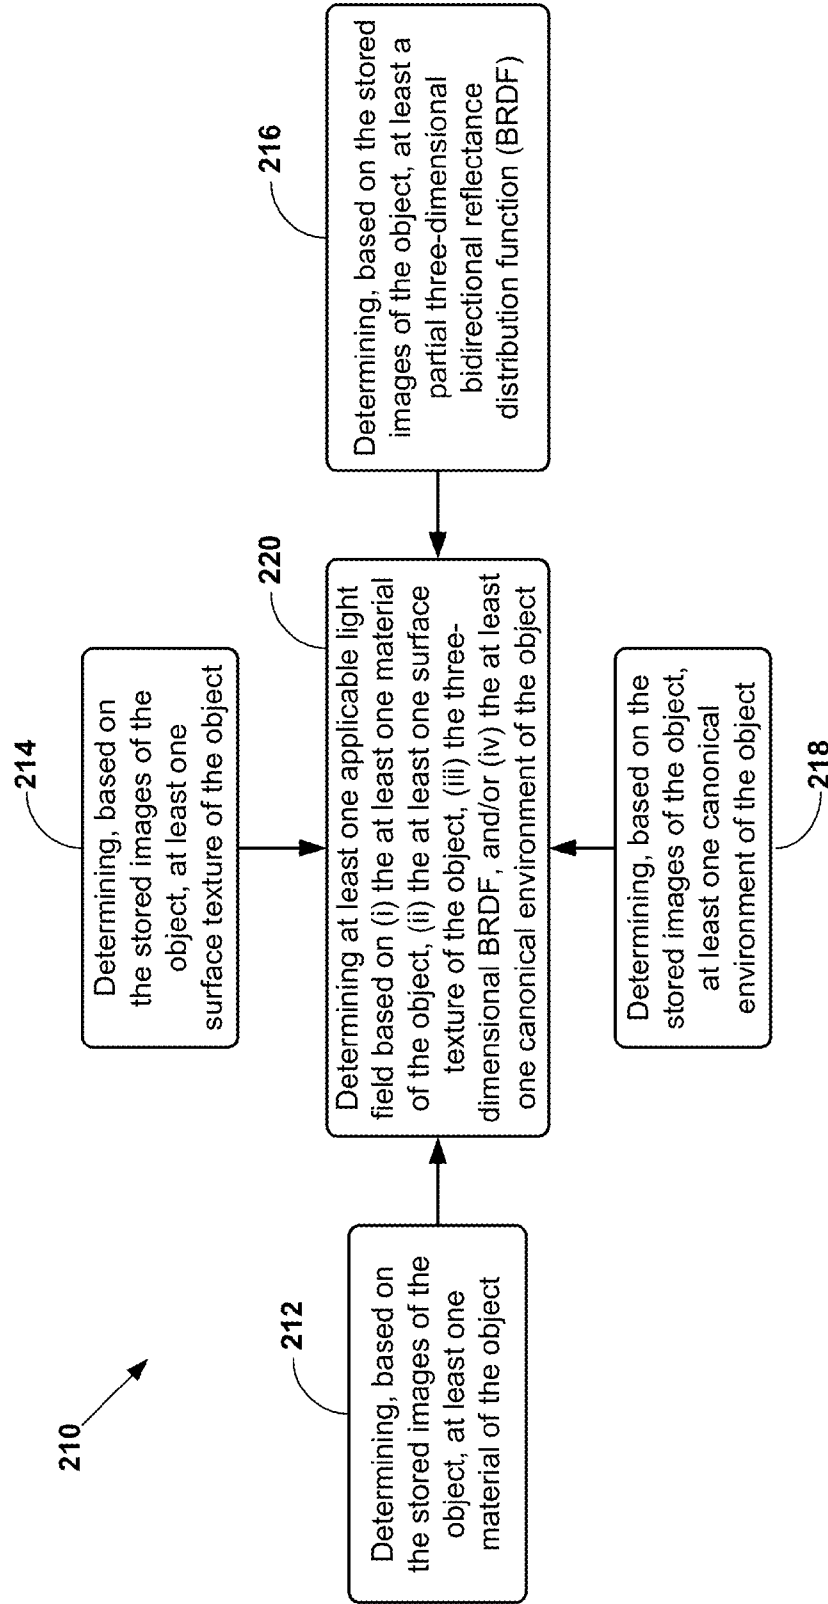 210
212
Determining, based on
the stored images of the
object, at least one
material of the object
214
Determining, based on
the stored images of the
object, at least one
surface texture of the object
220
Determining at least one applicable light
field based on (i) the at least one material
of the object, (ii) the at least one surface
texture of the object, (iii) the three-
dimensional BRDF, and/or (iv) the at least
one canonical environment of the object
Determining, based on the
stored images of the object,
at least one canonical
environment of the object
218
216
Determining, based on the stored
images of the object, at least a
partial three-dimensional
bidirectional reflectance
distribution function (BRDF)